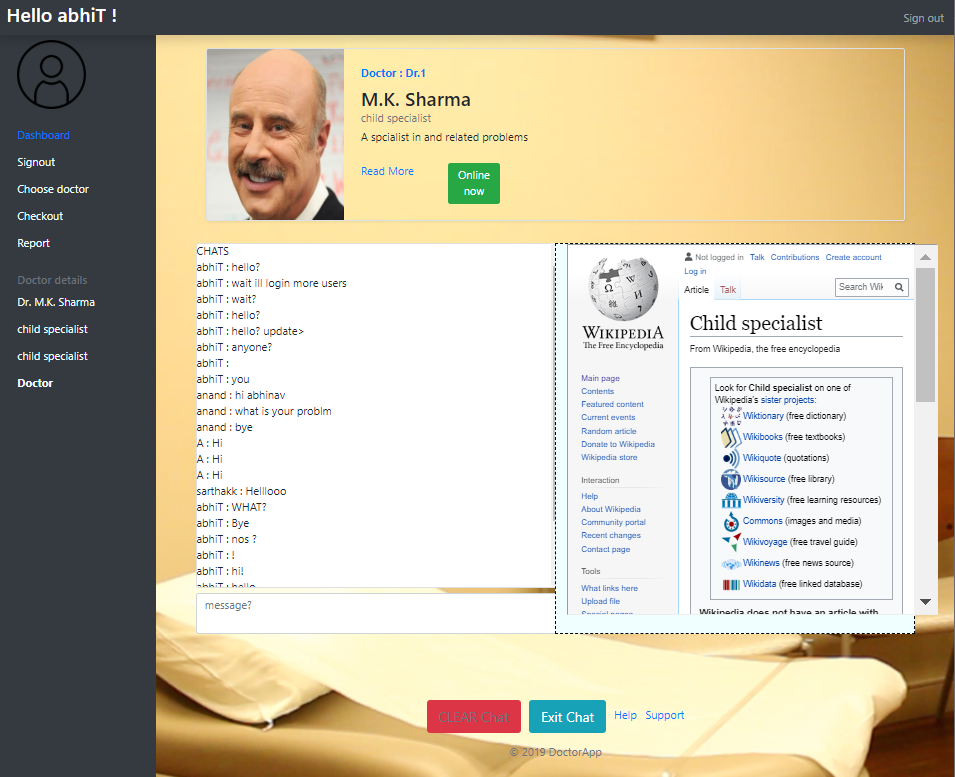 Hello abhiT !
Sign out
Dashboard
Signout
Choose doctor
Checkout
Report
Doctor details
Dr. M.K. Sharma
child specialist
child specialist
Doctor
Doctor : Dr.1
M.K. Sharma
child specialist
A spcialist in and related problems
Read More
Online
now
CHATS
abhiT : hello?
abhiT : wait ill login more users
abhiT : wait?
abhiT : hello?
abhiT : hello? update>
abhiT : anyone?
abhiT :
abhiT : you
anand : hi abhinav
anand : what is your problm
anand : bye
A : Hi
A : Hi
A : Hi
sarthakk : Helllooo
abhiT : WHAT?
abhiT : Bye
abhiT : nos ?
abhiT : !
abhiT : hi!
abhiT : hello
message?
WIKIPEDIA
The Free Encyclopedia
Main page
Contents
Featured content
Current events
Random article
Donate to Wikipedia
Wikipedia store
Interaction
Help
About Wikipedia
Community portal
Recent changes
Contact page
Tools
What links here
Upload file
Special pages
Not logged in Talk Contributions Create account
Log in
Article Talk
Search Wiki
Child specialist
From Wikipedia, the free encyclopedia
Look for Child specialist on one of
Wikipedia's sister projects:
Wiktionary (free dictionary)
Wikibooks (free textbooks)
Wikiquote (quotations)
Wikisource (free library)
Wikiversity (free learning resources)
Commons (images and media)
Wikivoyage (free travel guide)
Wikinews (free news source)
Wikidata (free linked database)
Wikipedia does not have an article with
CLEAR Chat
Exit Chat
Help Support
© 2019 DoctorApp